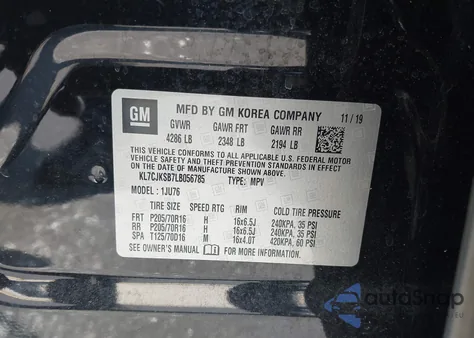 GM MFD BY GM KOREA COMPANY 11/19
GVWR GAWR FRT GAWR RR
4286 LB 2348 LB 2194 LB
THIS VEHICLE CONFORMS TO ALL APPLICABLE U.S. FEDERAL MOTOR
VEHICLE SAFETY AND THEFT PREVENTION STANDARDS IN EFFECT
ON THE DATE OF MANUFACTURE SHOWN ABOVE.
KL7CJKSB7LB056785 TYPE: MPV
MODEL: 1JU76
TIRE SIZE SPEED RTG RIM COLD TIRE PRESSURE
FRT P205/70R16 H 16x6.5J 240KPA, 35 PSI
RR P205/70R16 H 16x6.5J 240KPA, 35 PSI
SPA T125/70D16 M 16x4.0T 420KPA, 60 PSI
SEE OWNER'S MANUAL FOR MORE INFORMATION.
autoSnap